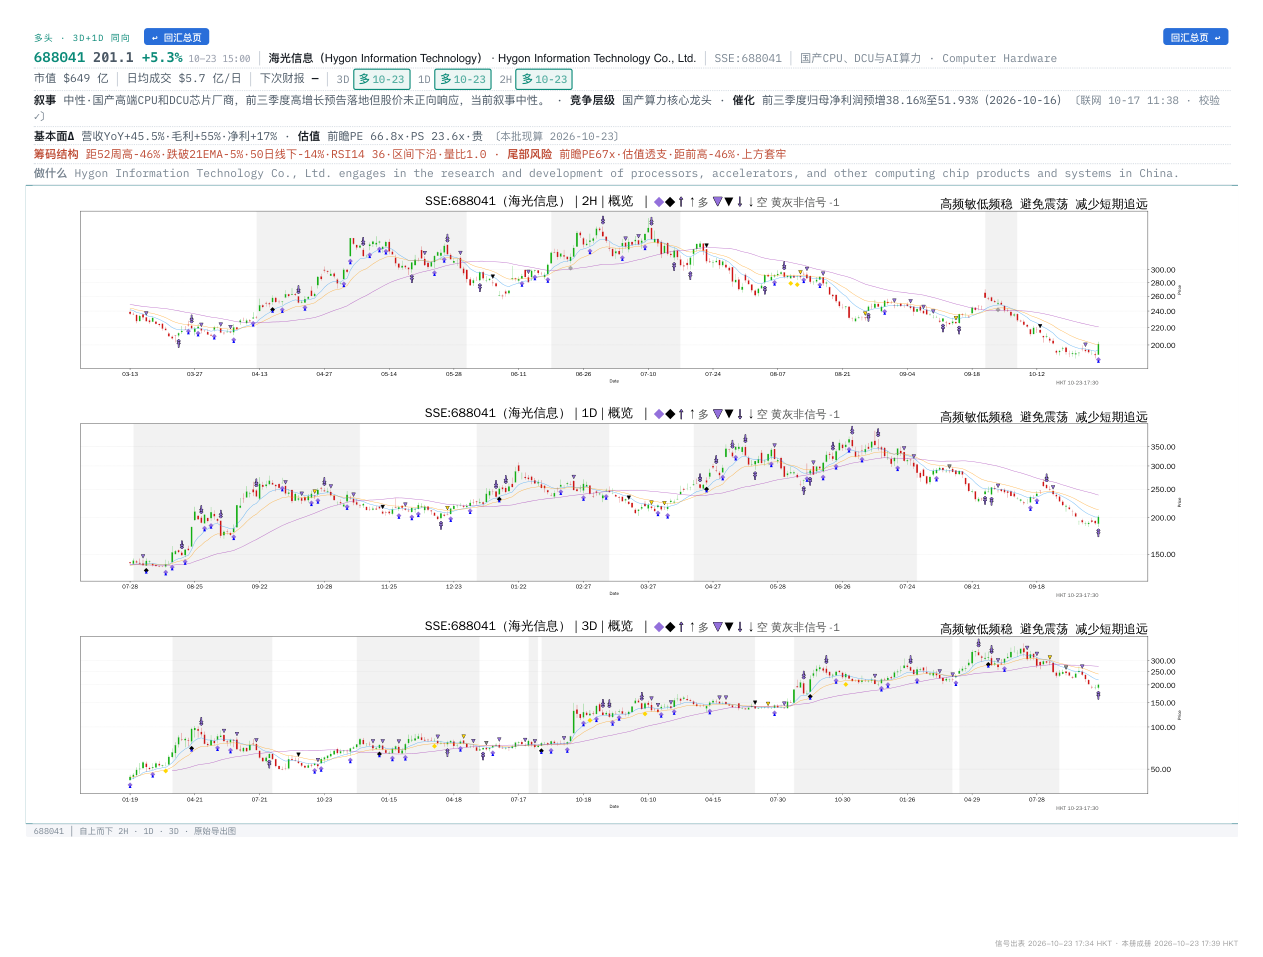 多头 · 3D+1D 同向 ↩ 回汇总页 回汇总页 ↩
688041 201.1 +5.3% 10-23 15:00 | 海光信息（Hygon Information Technology） · Hygon Information Technology Co., Ltd. | SSE:688041 | 国产CPU、DCU与AI算力 · Computer Hardware
市值 $649 亿 | 日均成交 $5.7 亿/日 | 下次财报 — | 3D 多 10-23 1D 多 10-23 2H 多 10-23
叙事 中性·国产高端CPU和DCU芯片厂商，前三季度高增长预告落地但股价未正向响应，当前叙事中性。 · 竞争层级 国产算力核心龙头 · 催化 前三季度归母净利润预增38.16%至51.93%（2026-10-16）〔联网 10-17 11:38 · 校验
✓〕
基本面Δ 营收YoY+45.5%·毛利+55%·净利+17% · 估值 前瞻PE 66.8x·PS 23.6x·贵 〔本批现算 2026-10-23〕
筹码结构 距52周高-46%·跌破21EMA-5%·50日线下-14%·RSI14 36·区间下沿·量比1.0 · 尾部风险 前瞻PE67x·估值透支·距前高-46%·上方套牢
做什么 Hygon Information Technology Co., Ltd. engages in the research and development of processors, accelerators, and other computing chip products and systems in China.
SSE:688041（海光信息） | 2H | 概览 | ◆◆↑↑多 ▼▼↓↓空 黄灰非信号 -1 高频敏低频稳 避免震荡 减少短期追远
300.00
280.00
260.00
240.00
220.00
200.00
Price
03-13 03-27 04-13 04-27 05-14 05-28 06-11 06-26 07-10 07-24 08-07 08-21 09-04 09-18 10-12
Date
HKT 10-23-17:30
SSE:688041（海光信息） | 1D | 概览 | ◆◆↑↑多 ▼▼↓↓空 黄灰非信号 -1 高频敏低频稳 避免震荡 减少短期追远
350.00
300.00
250.00
200.00
150.00
Price
07-28 08-25 09-22 10-28 11-25 12-23 01-22 02-27 03-27 04-27 05-28 06-26 07-24 08-21 09-18
Date
HKT 10-23-17:30
SSE:688041（海光信息） | 3D | 概览 | ◆◆↑↑多 ▼▼↓↓空 黄灰非信号 -1 高频敏低频稳 避免震荡 减少短期追远
300.00
250.00
200.00
150.00
100.00
50.00
Price
01-19 04-21 07-21 10-23 01-15 04-18 07-17 10-18 01-10 04-15 07-30 10-30 01-26 04-29 07-28
Date
HKT 10-23-17:30
688041 | 自上而下 2H · 1D · 3D · 原始导出图
信号出表 2026-10-23 17:34 HKT · 本册成册 2026-10-23 17:39 HKT